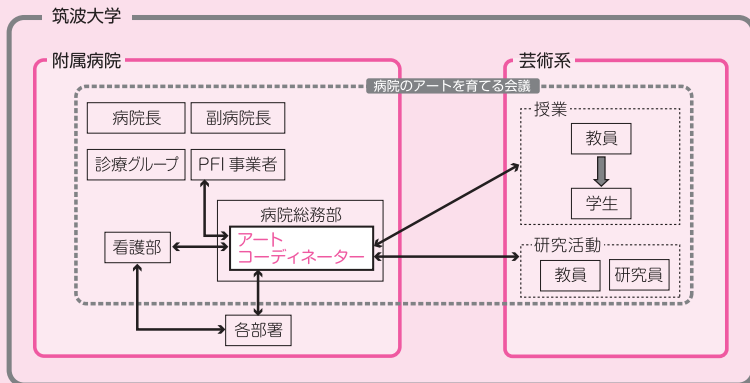 筑波大学
附属病院
芸術系
病院のアートを育てる会議
病院長
副病院長
診療グループ
PFI 事業者
病院総務部
アート
コーディネーター
看護部
各部署
授業
教員
学生
研究活動
教員
研究員